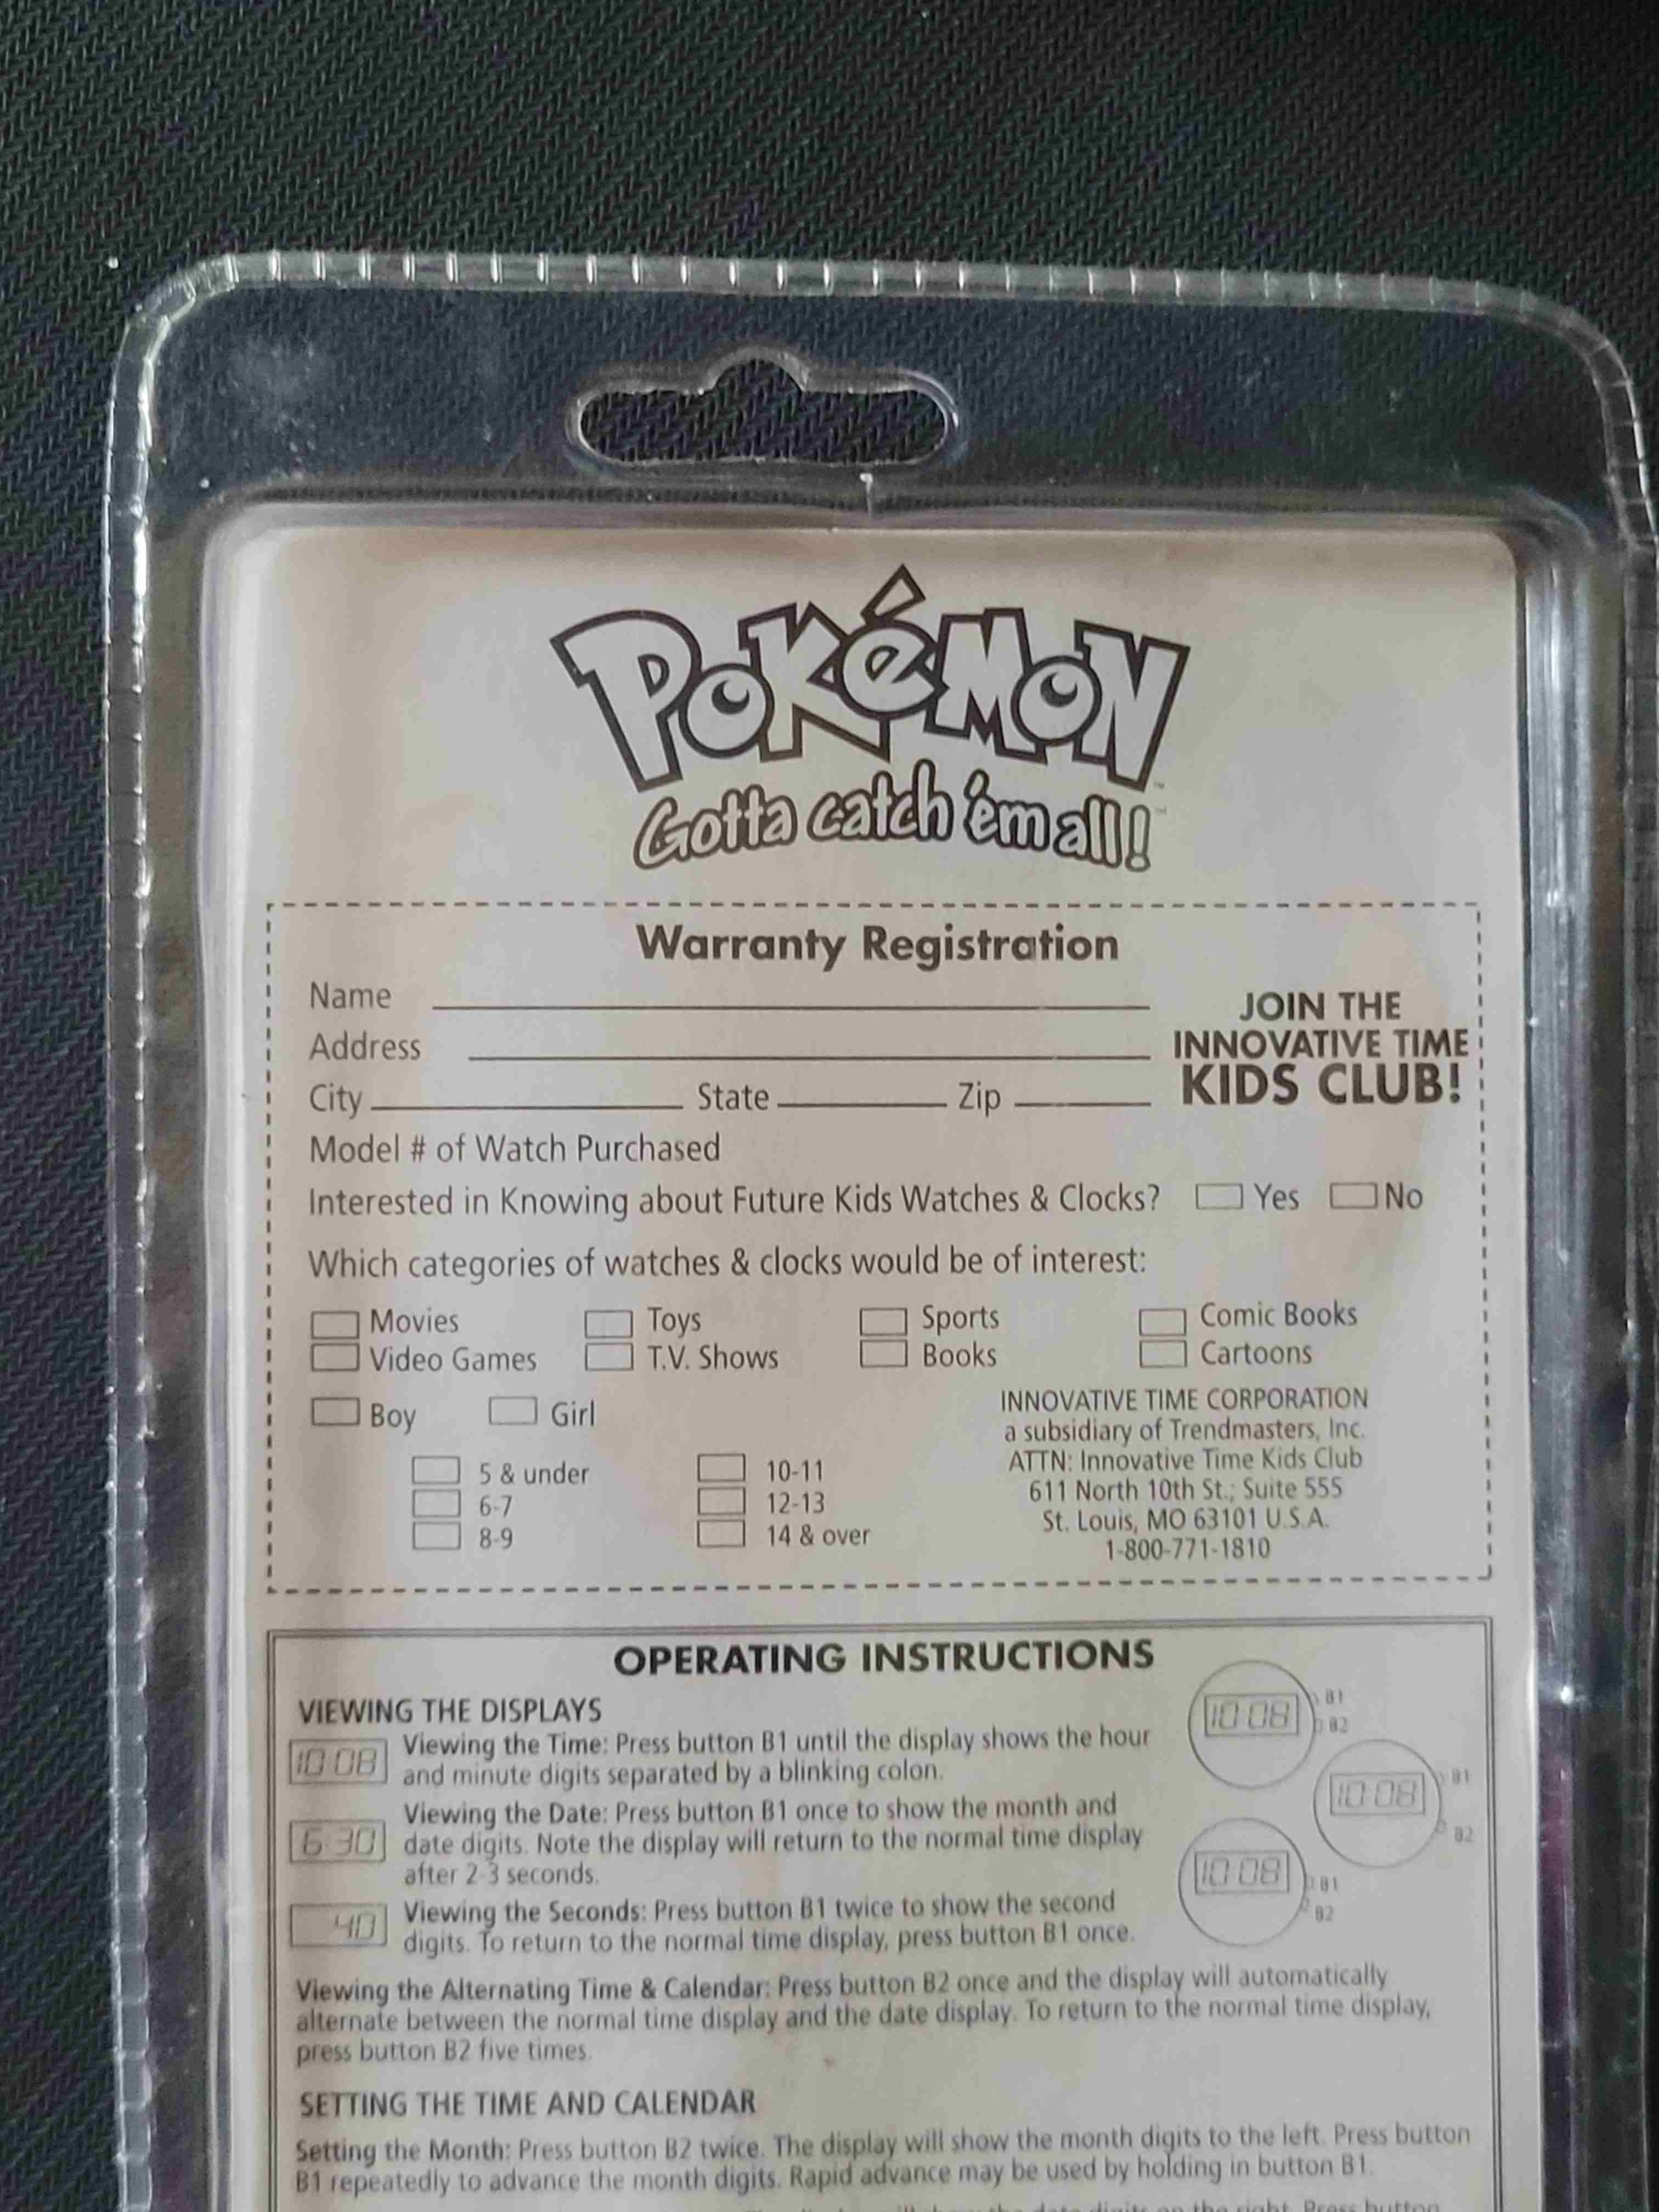 POKéMON™
Gotta catch 'em all!™
Warranty Registration
Name
Address
City State Zip
JOIN THE
INNOVATIVE TIME
KIDS CLUB!
Model # of Watch Purchased
Interested in Knowing about Future Kids Watches & Clocks? Yes No
Which categories of watches & clocks would be of interest:
Movies Toys Sports Comic Books
Video Games T.V. Shows Books Cartoons
Boy Girl
5 & under 10-11
6-7 12-13
8-9 14 & over
INNOVATIVE TIME CORPORATION
a subsidiary of Trendmasters, Inc.
ATTN: Innovative Time Kids Club
611 North 10th St.; Suite 555
St. Louis, MO 63101 U.S.A.
1-800-771-1810
OPERATING INSTRUCTIONS
VIEWING THE DISPLAYS
10:08
Viewing the Time: Press button B1 until the display shows the hour
and minute digits separated by a blinking colon.
6 30
Viewing the Date: Press button B1 once to show the month and
date digits. Note the display will return to the normal time display
after 2-3 seconds.
40
Viewing the Seconds: Press button B1 twice to show the second
digits. To return to the normal time display, press button B1 once.
10:08 B1 B2
10:08 B1 B2
10:08 B1 B2
Viewing the Alternating Time & Calendar: Press button B2 once and the display will automatically
alternate between the normal time display and the date display. To return to the normal time display,
press button B2 five times.
SETTING THE TIME AND CALENDAR
Setting the Month: Press button B2 twice. The display will show the month digits to the left. Press button
B1 repeatedly to advance the month digits. Rapid advance may be used by holding in button B1.
the right. Press button